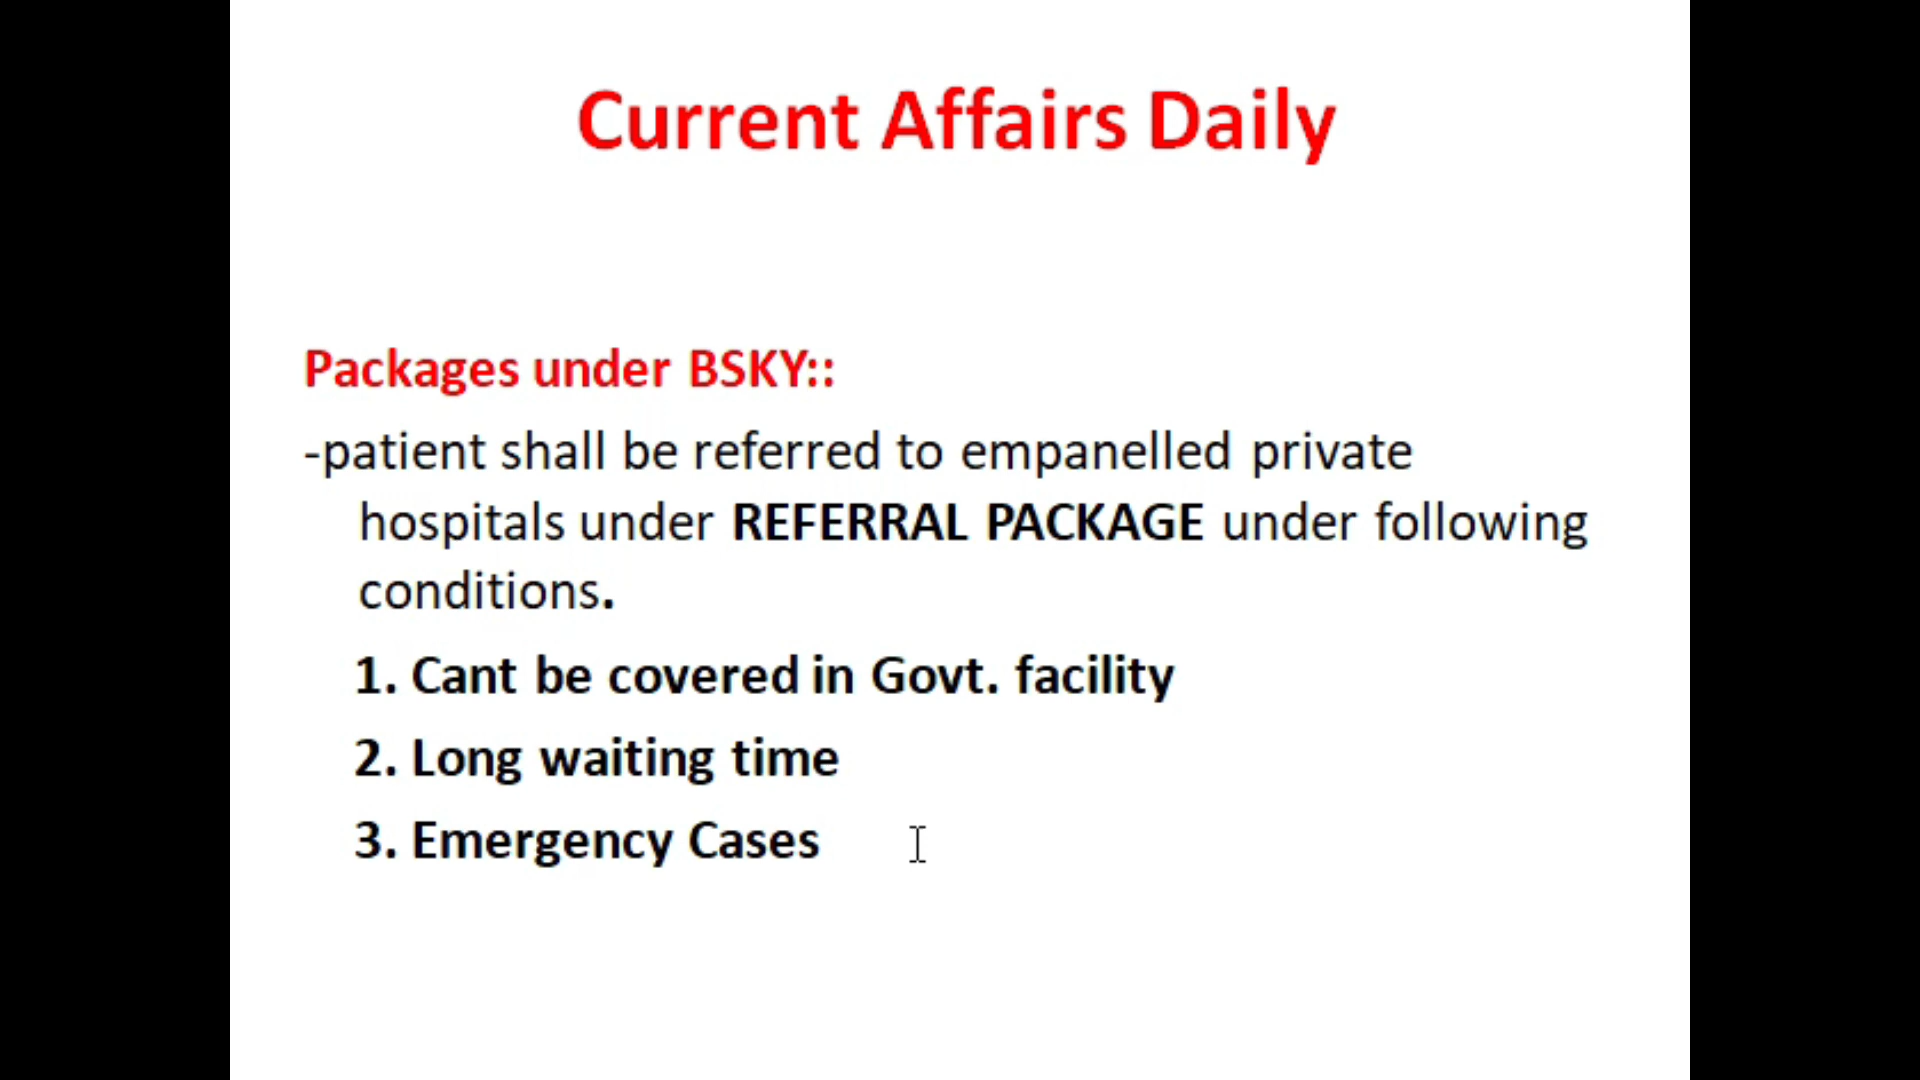 Current Affairs Daily
Packages under BSKY::
-patient shall be referred to empanelled private
hospitals under REFERRAL PACKAGE under following
conditions.
1. Cant be covered in Govt. facility
2. Long waiting time
3. Emergency Cases